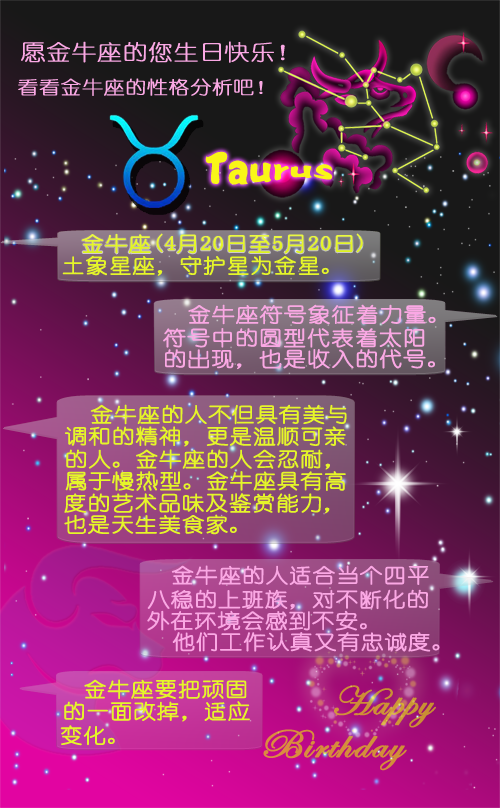 愿金牛座的您生日快乐！
看看金牛座的性格分析吧！
Taurus
金牛座(4月20日至5月20日)
土象星座，守护星为金星。
金牛座符号象征着力量。
符号中的圆型代表着太阳
的出现，也是收入的代号。
金牛座的人不但具有美与
调和的精神，更是温顺可亲
的人。金牛座的人会忍耐，
属于慢热型。金牛座具有高
度的艺术品味及鉴赏能力，
也是天生美食家。
金牛座的人适合当个四平
八稳的上班族，对不断化的
外在环境会感到不安。
他们工作认真又有忠诚度。
金牛座要把顽固
的一面改掉，适应
变化。
Happy
Birthday